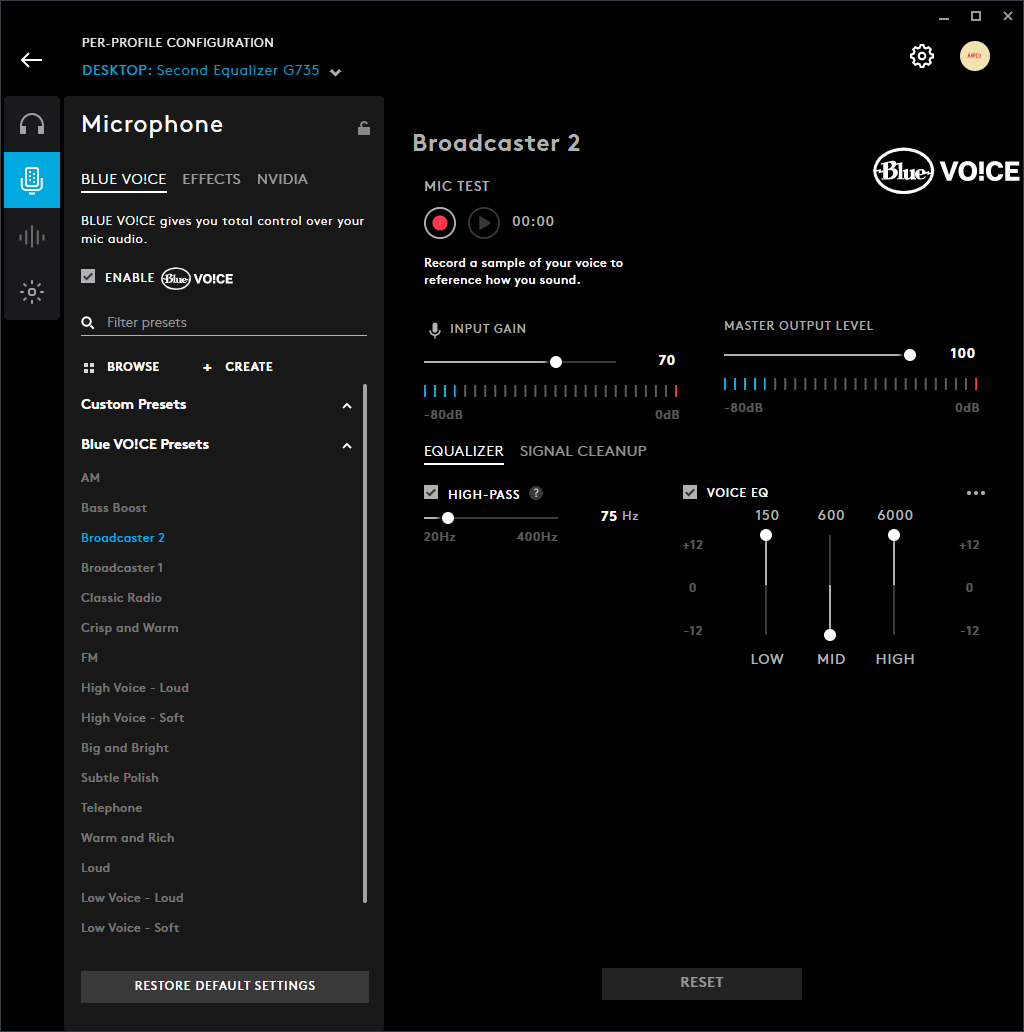 PER-PROFILE CONFIGURATION
DESKTOP: Second Equalizer G735
Microphone
BLUE VO!CE EFFECTS NVIDIA
BLUE VO!CE gives you total control over your
mic audio.
ENABLE Blue VO!CE
Filter presets
BROWSE + CREATE
Custom Presets
Blue VO!CE Presets
AM
Bass Boost
Broadcaster 2
Broadcaster 1
Classic Radio
Crisp and Warm
FM
High Voice - Loud
High Voice - Soft
Big and Bright
Subtle Polish
Telephone
Warm and Rich
Loud
Low Voice - Loud
Low Voice - Soft
RESTORE DEFAULT SETTINGS
Broadcaster 2
Blue VO!CE
MIC TEST
00:00
Record a sample of your voice to
reference how you sound.
INPUT GAIN
70
-80dB 0dB
MASTER OUTPUT LEVEL
100
-80dB 0dB
EQUALIZER SIGNAL CLEANUP
HIGH-PASS ?
75 Hz
20Hz 400Hz
VOICE EQ
150 600 6000
+12 +12
0 0
-12 -12
LOW MID HIGH
RESET